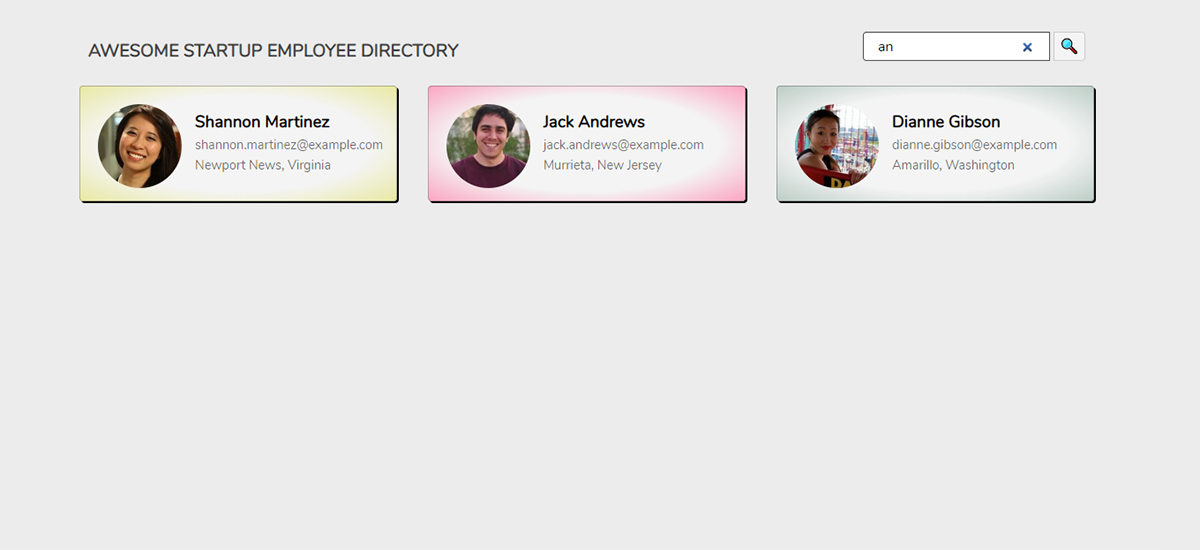 AWESOME STARTUP EMPLOYEE DIRECTORY
an
Shannon Martinez
shannon.martinez@example.com
Newport News, Virginia
Jack Andrews
jack.andrews@example.com
Murrieta, New Jersey
Dianne Gibson
dianne.gibson@example.com
Amarillo, Washington